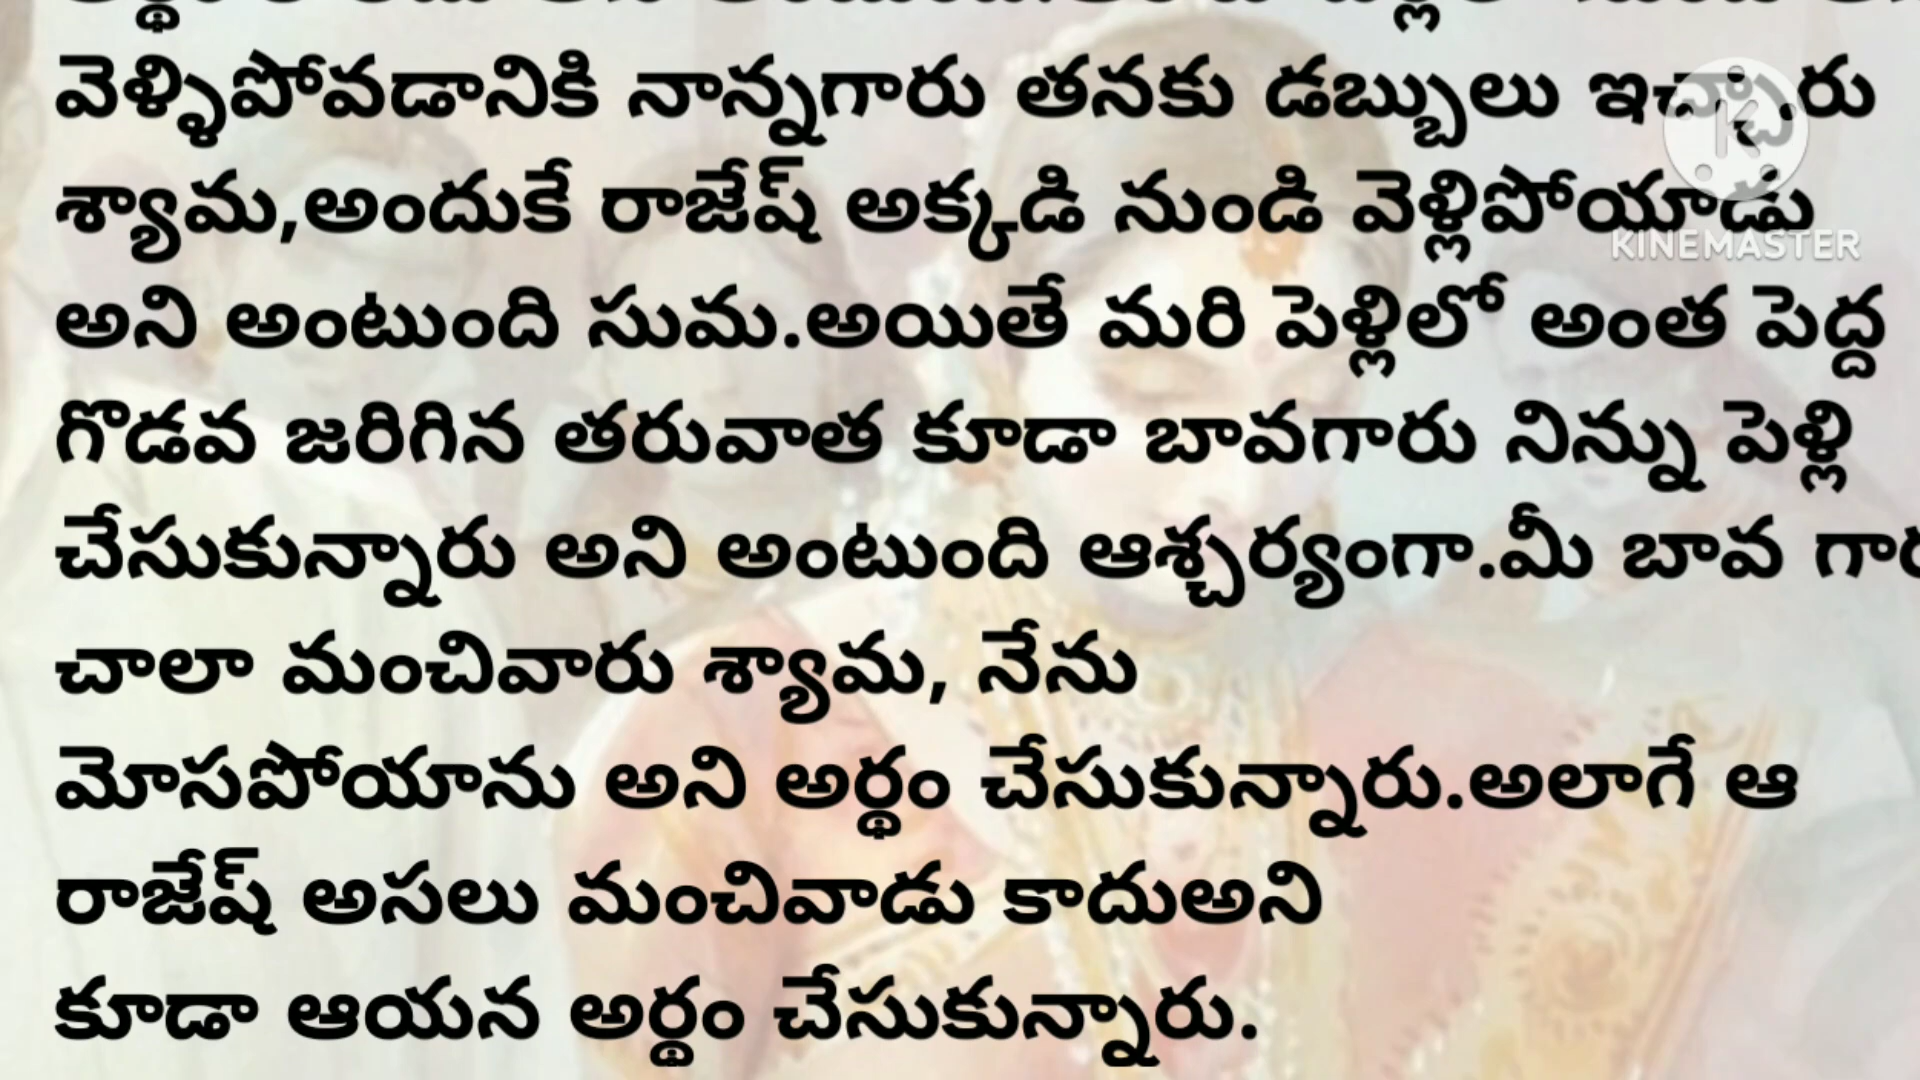 వెళ్ళిపోవడానికి నాన్నగారు తనకు డబ్బులు ఇచ్చారు
శ్యామ,అందుకే రాజేష్ అక్కడి నుండి వెళ్లిపోయాడు
KINEMASTER
అని అంటుంది సుమ.అయితే మరి పెళ్లిలో అంత పెద్ద
గొడవ జరిగిన తరువాత కూడా బావగారు నిన్ను పెళ్లి
చేసుకున్నారు అని అంటుంది ఆశ్చర్యంగా.మీ బావ
చాలా మంచివారు శ్యామ, నేను
మోసపోయాను అని అర్థం చేసుకున్నారు.అలాగే ఆ
రాజేష్ అసలు మంచివాడు కాదుఅని
కూడా ఆయన అర్థం చేసుకున్నారు.